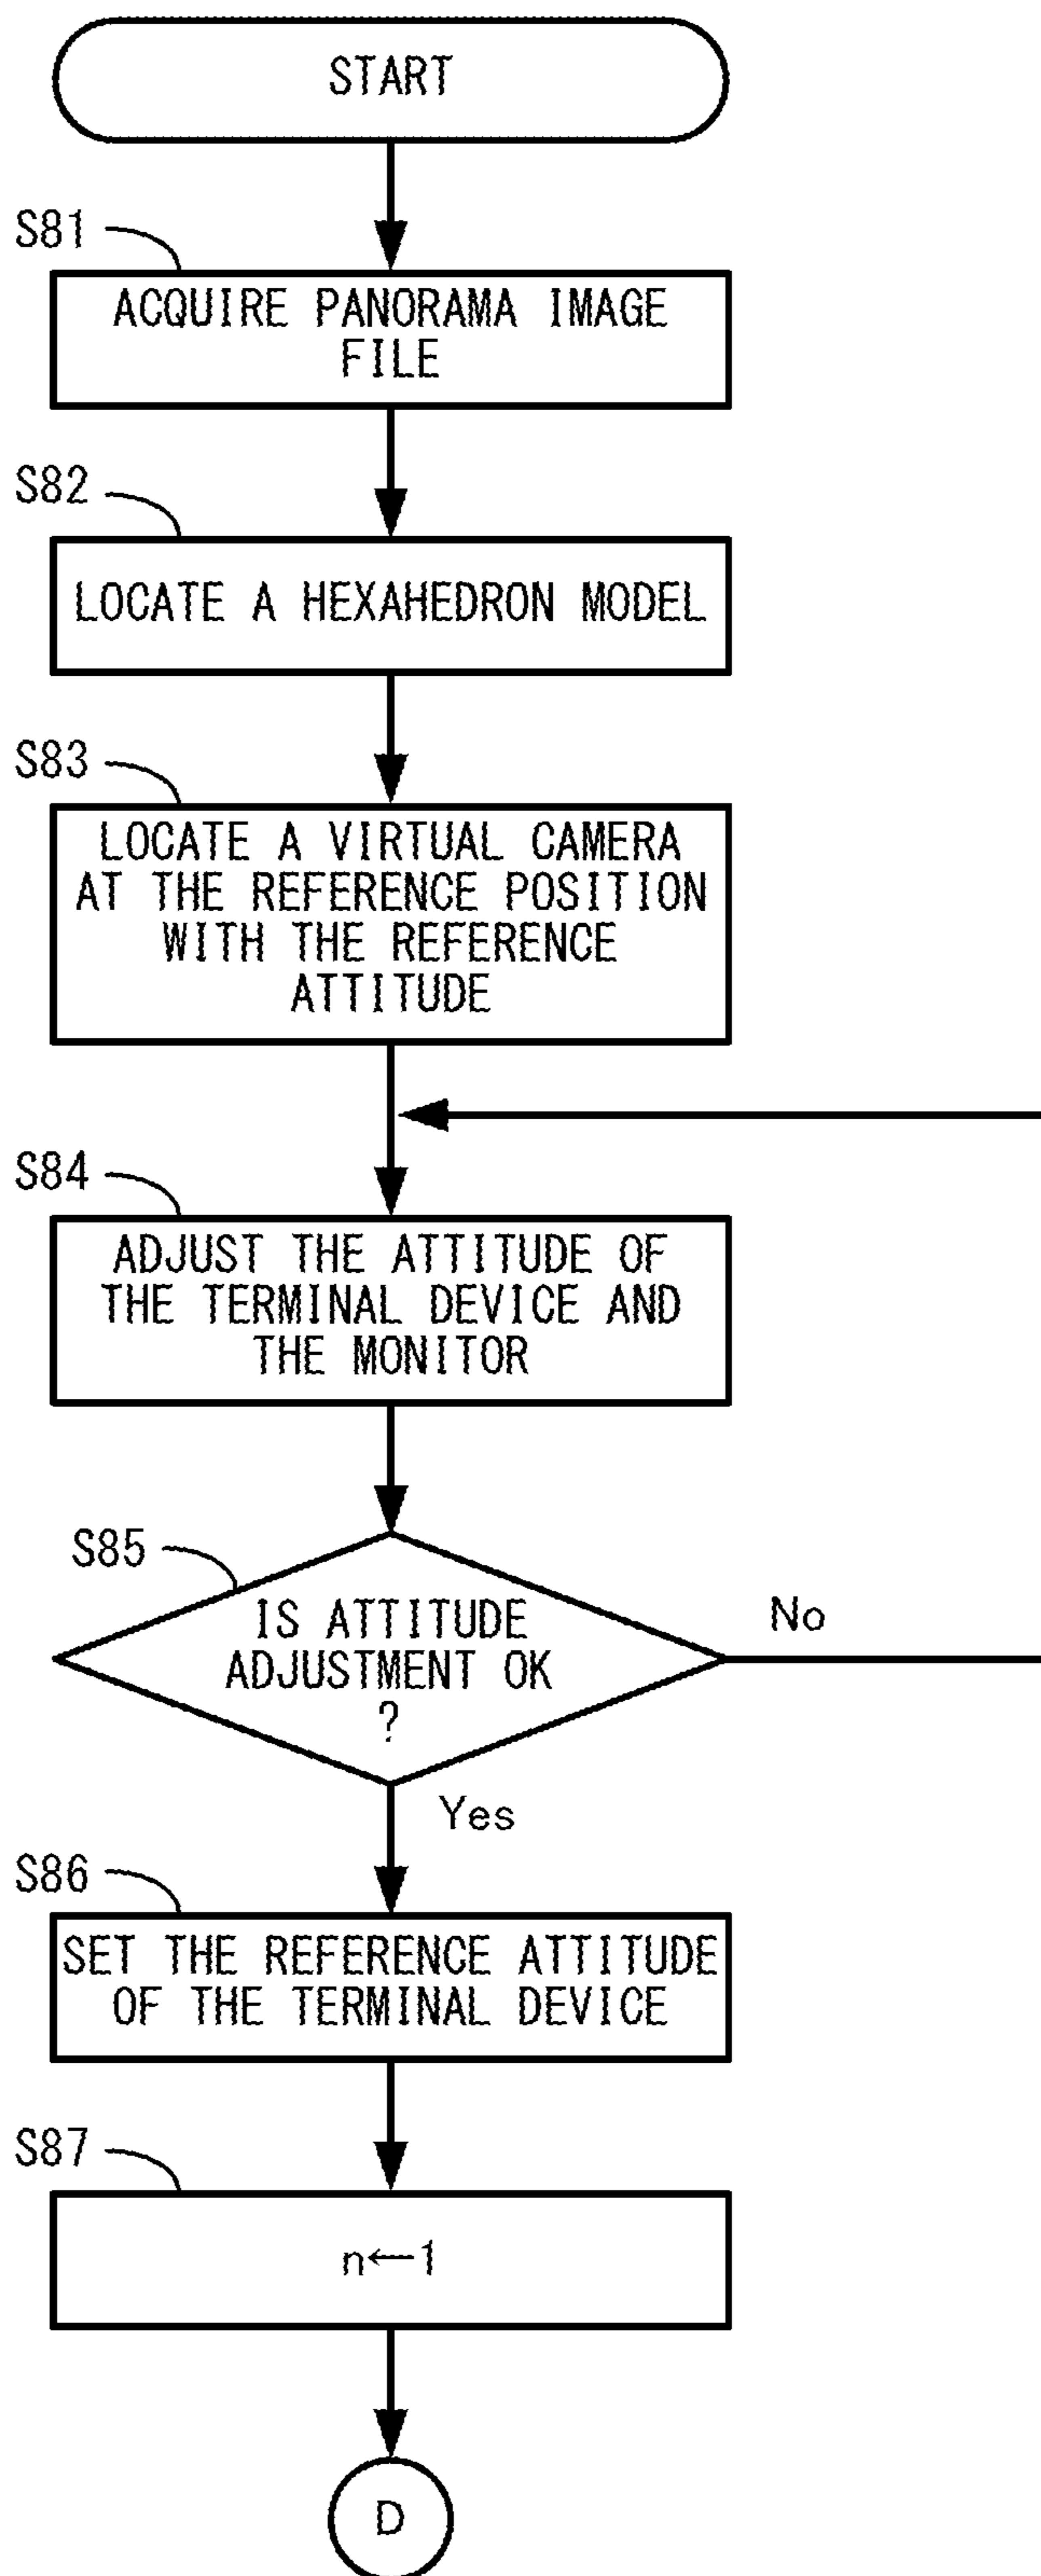 START
S81
ACQUIRE PANORAMA IMAGE
FILE
S82
LOCATE A HEXAHEDRON MODEL
S83
LOCATE A VIRTUAL CAMERA
AT THE REFERENCE POSITION
WITH THE REFERENCE
ATTITUDE
S84
ADJUST THE ATTITUDE OF
THE TERMINAL DEVICE AND
THE MONITOR
S85
IS ATTITUDE
ADJUSTMENT OK
?
No
Yes
S86
SET THE REFERENCE ATTITUDE
OF THE TERMINAL DEVICE
S87
n←1
D